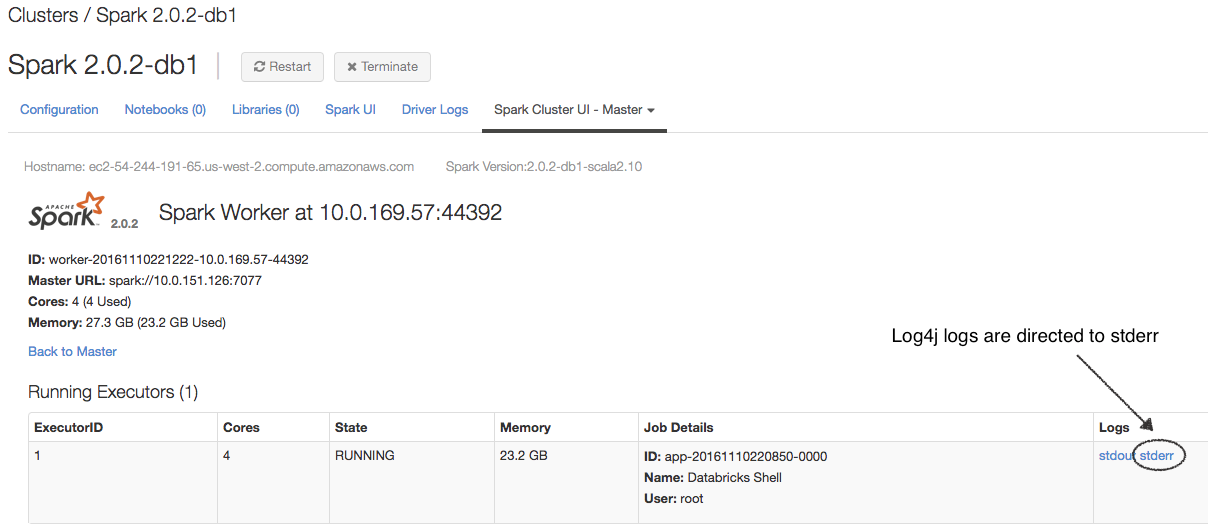 Clusters / Spark 2.0.2-db1
Spark 2.0.2-db1 Restart Terminate
Configuration Notebooks (0) Libraries (0) Spark UI Driver Logs Spark Cluster UI - Master
Hostname: ec2-54-244-191-65.us-west-2.compute.amazonaws.com Spark Version:2.0.2-db1-scala2.10
APACHE
Spark 2.0.2 Spark Worker at 10.0.169.57:44392
ID: worker-20161110221222-10.0.169.57-44392
Master URL: spark://10.0.151.126:7077
Cores: 4 (4 Used)
Memory: 27.3 GB (23.2 GB Used)
Log4j logs are directed to stderr
Back to Master
Running Executors (1)
ExecutorID Cores State Memory Job Details Logs
1 4 RUNNING 23.2 GB ID: app-20161110220850-0000 stdout stderr
Name: Databricks Shell
User: root